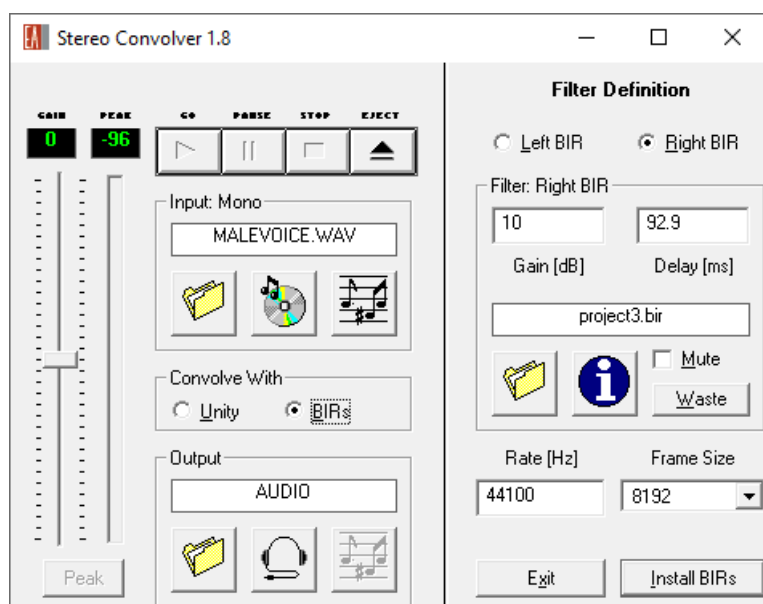 EA Stereo Convolver 1.8
GAIN PEAK GO PAUSE STOP EJECT
0 -96
Input: Mono
MALEVOICE.WAV
Convolve With
Unity BIRs
Output
AUDIO
Peak
Filter Definition
Left BIR Right BIR
Filter: Right BIR
10 92.9
Gain [dB] Delay [ms]
project3.bir
Mute
Waste
Rate [Hz] Frame Size
44100 8192
Exit Install BIRs